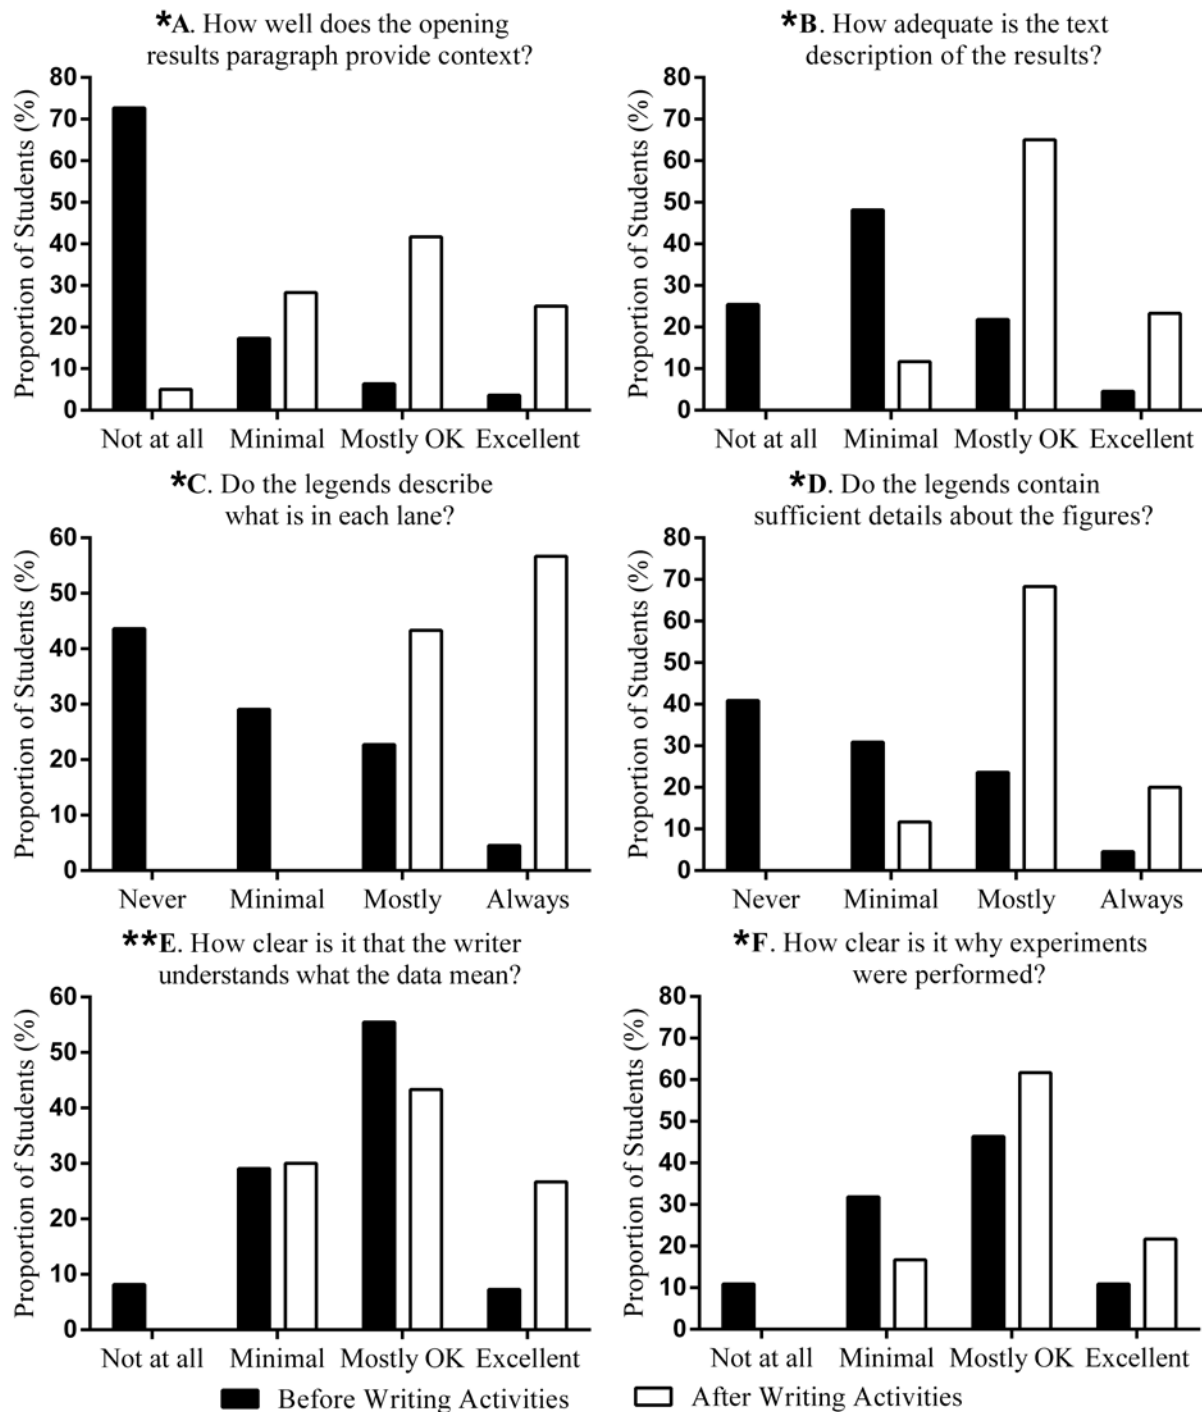 *A. How well does the opening
results paragraph provide context?
Proportion of Students (%)
80
70
60
50
40
30
20
10
0
Not at all Minimal Mostly OK Excellent
*B. How adequate is the text
description of the results?
Proportion of Students (%)
80
70
60
50
40
30
20
10
0
Not at all Minimal Mostly OK Excellent
*C. Do the legends describe
what is in each lane?
Proportion of Students (%)
60
50
40
30
20
10
0
Never Minimal Mostly Always
*D. Do the legends contain
sufficient details about the figures?
Proportion of Students (%)
80
70
60
50
40
30
20
10
0
Never Minimal Mostly Always
**E. How clear is it that the writer
understands what the data mean?
Proportion of Students (%)
60
50
40
30
20
10
0
Not at all Minimal Mostly OK Excellent
*F. How clear is it why experiments
were performed?
Proportion of Students (%)
80
70
60
50
40
30
20
10
0
Not at all Minimal Mostly OK Excellent
Before Writing Activities
After Writing Activities